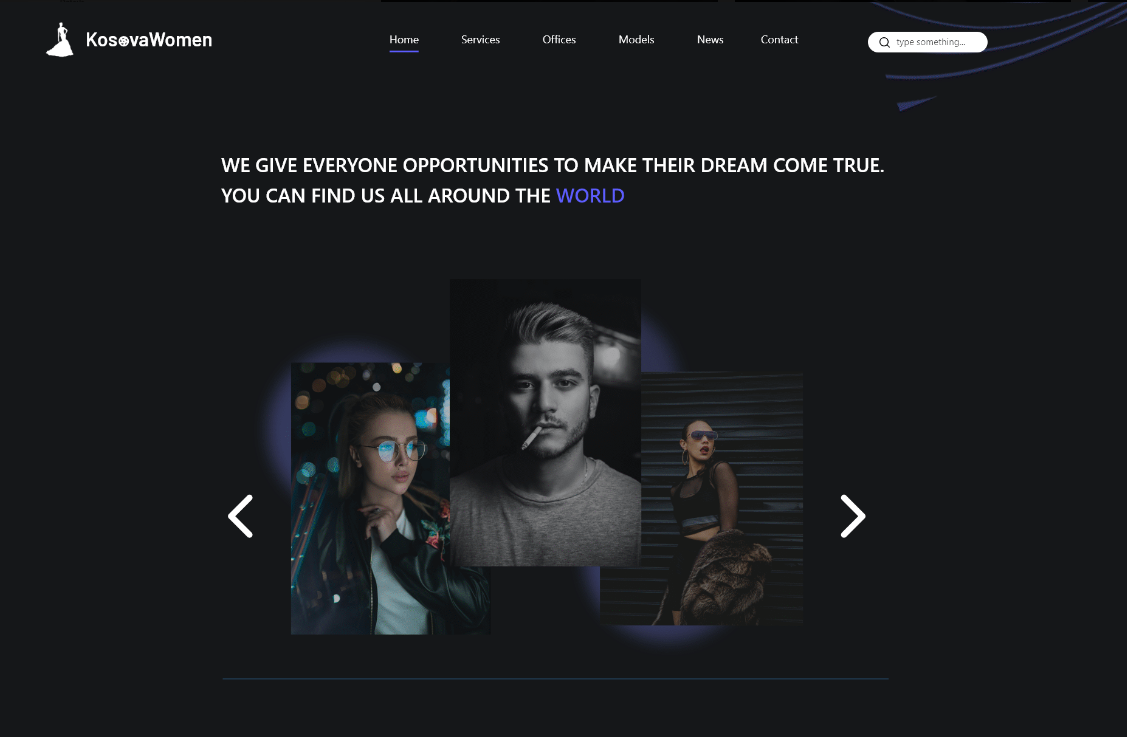 KosovaWomen
Home Services Offices Models News Contact
type something...
WE GIVE EVERYONE OPPORTUNITIES TO MAKE THEIR DREAM COME TRUE.
YOU CAN FIND US ALL AROUND THE WORLD